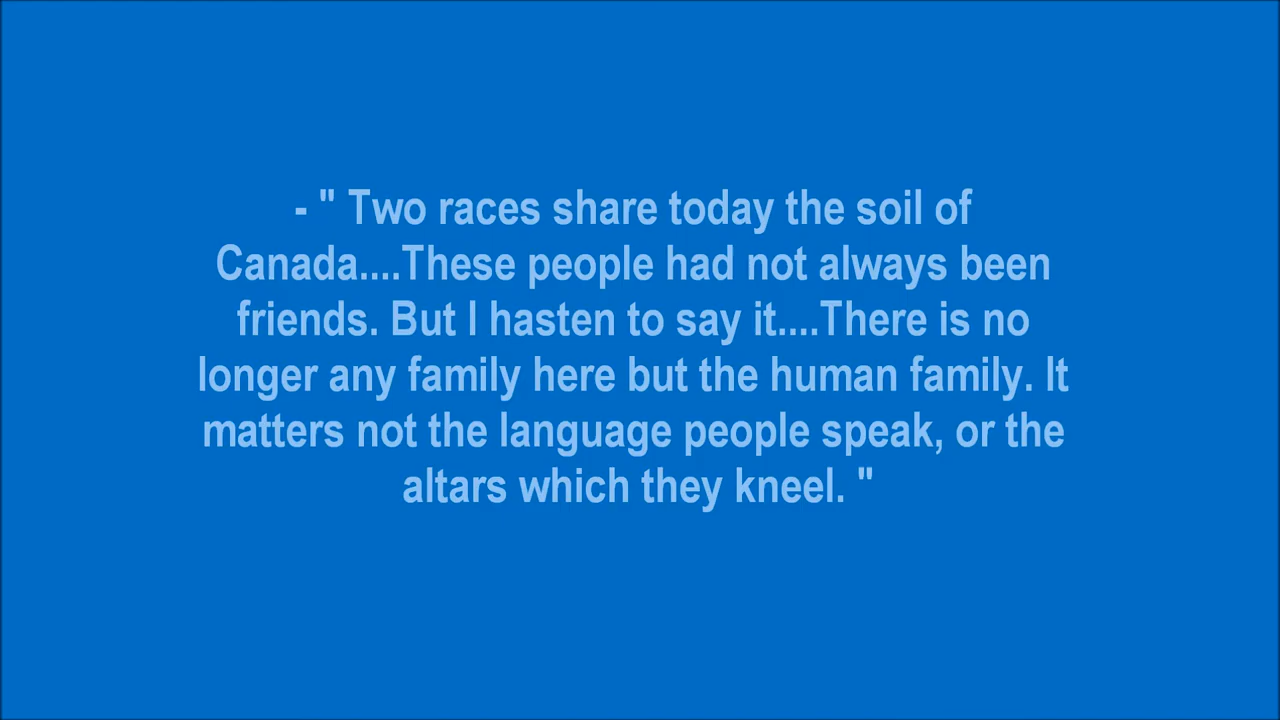 - " Two races share today the soil of
Canada....These people had not always been
friends. But I hasten to say it....There is no
longer any family here but the human family. It
matters not the language people speak, or the
altars which they kneel. "